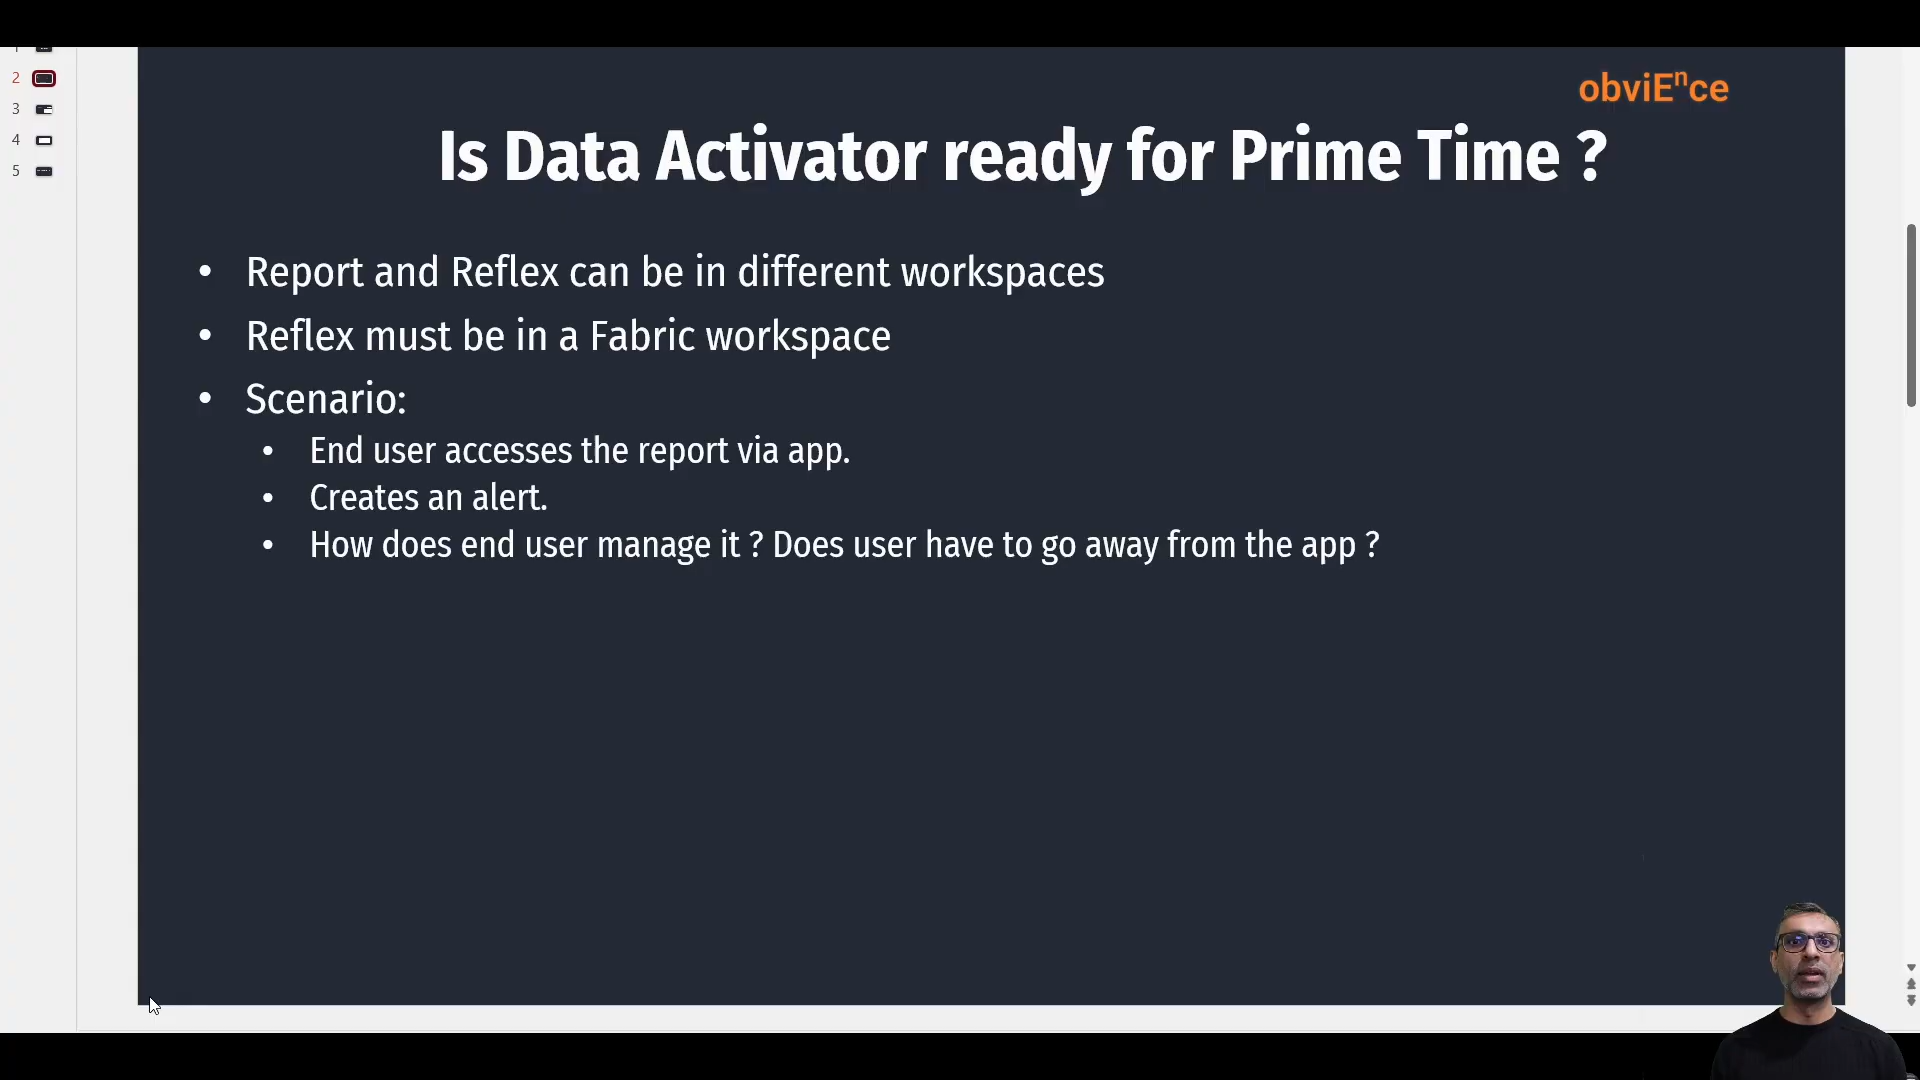 1
2
3
4
5
obviEnce
Is Data Activator ready for Prime Time ?
• Report and Reflex can be in different workspaces
• Reflex must be in a Fabric workspace
• Scenario:
• End user accesses the report via app.
• Creates an alert.
• How does end user manage it ? Does user have to go away from the app ?